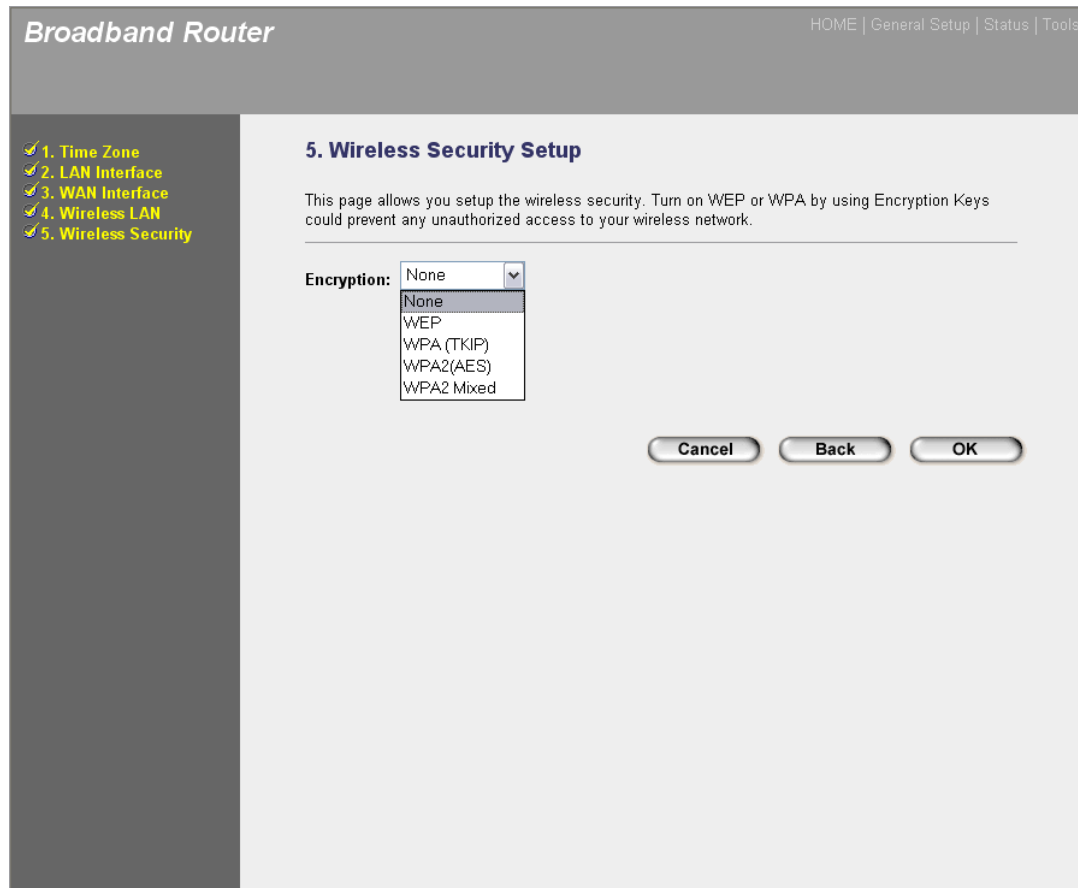 Broadband Router
HOME | General Setup | Status | Tools
1. Time Zone
2. LAN Interface
3. WAN Interface
4. Wireless LAN
5. Wireless Security
5. Wireless Security Setup
This page allows you setup the wireless security. Turn on WEP or WPA by using Encryption Keys
could prevent any unauthorized access to your wireless network.
Encryption: None
None
WEP
WPA (TKIP)
WPA2(AES)
WPA2 Mixed
Cancel Back OK